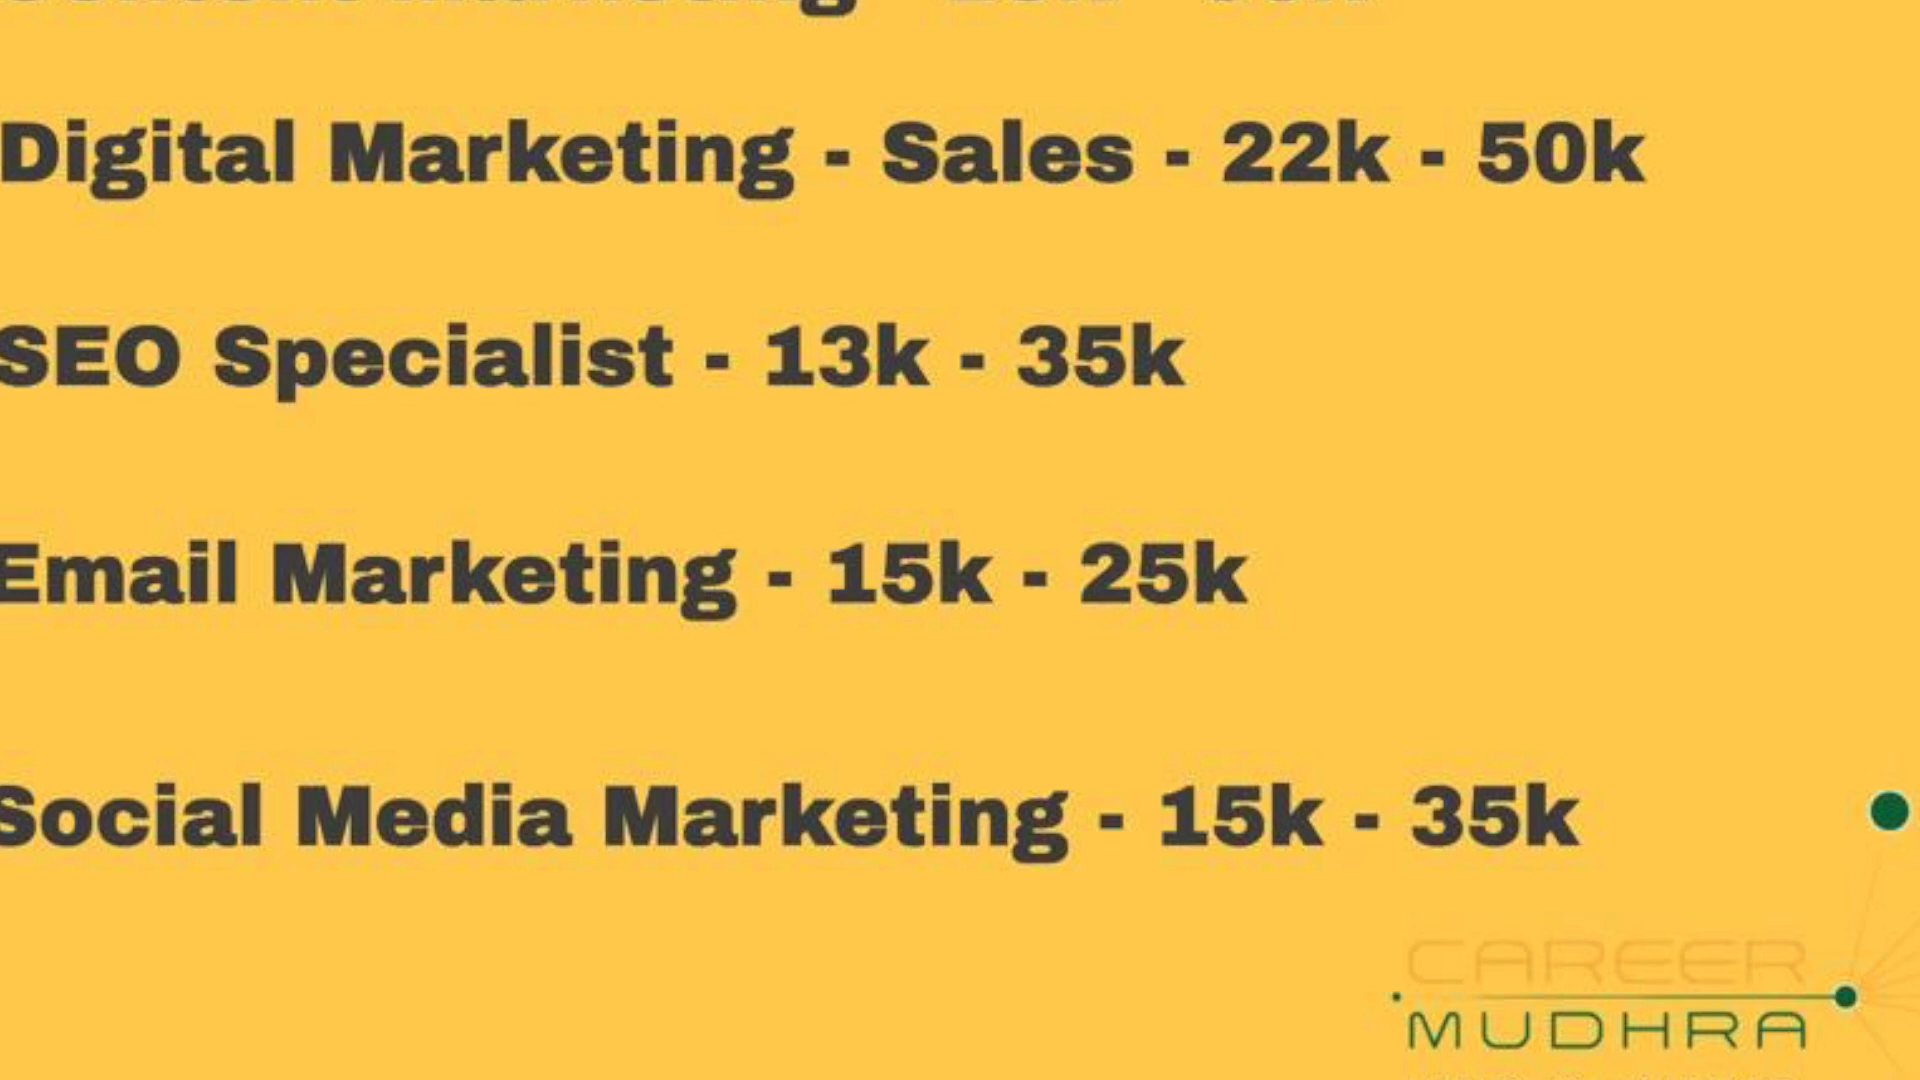 Digital Marketing - Sales - 22k - 50k
SEO Specialist - 13k - 35k
Email Marketing - 15k - 25k
Social Media Marketing - 15k - 35k
CAREER
MUDHRA